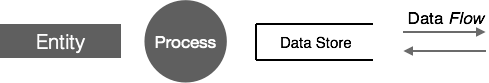 Entity
Process
Data Store
Data Flow